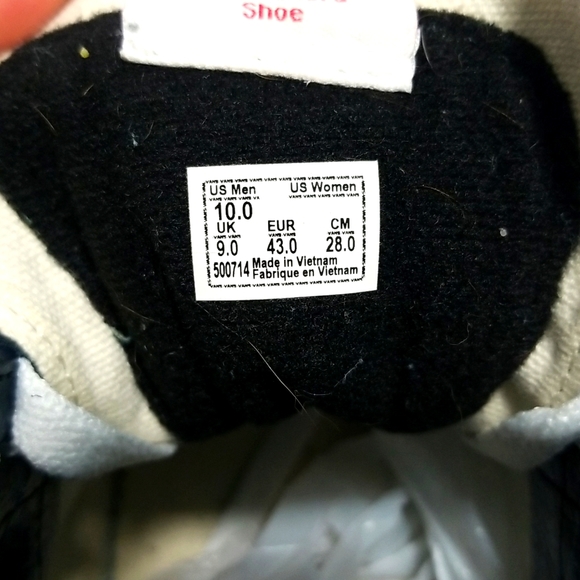 Shoe
US Men US Women
10.0
UK EUR CM
9.0 43.0 28.0
500714 Made in Vietnam
Fabrique en Vietnam